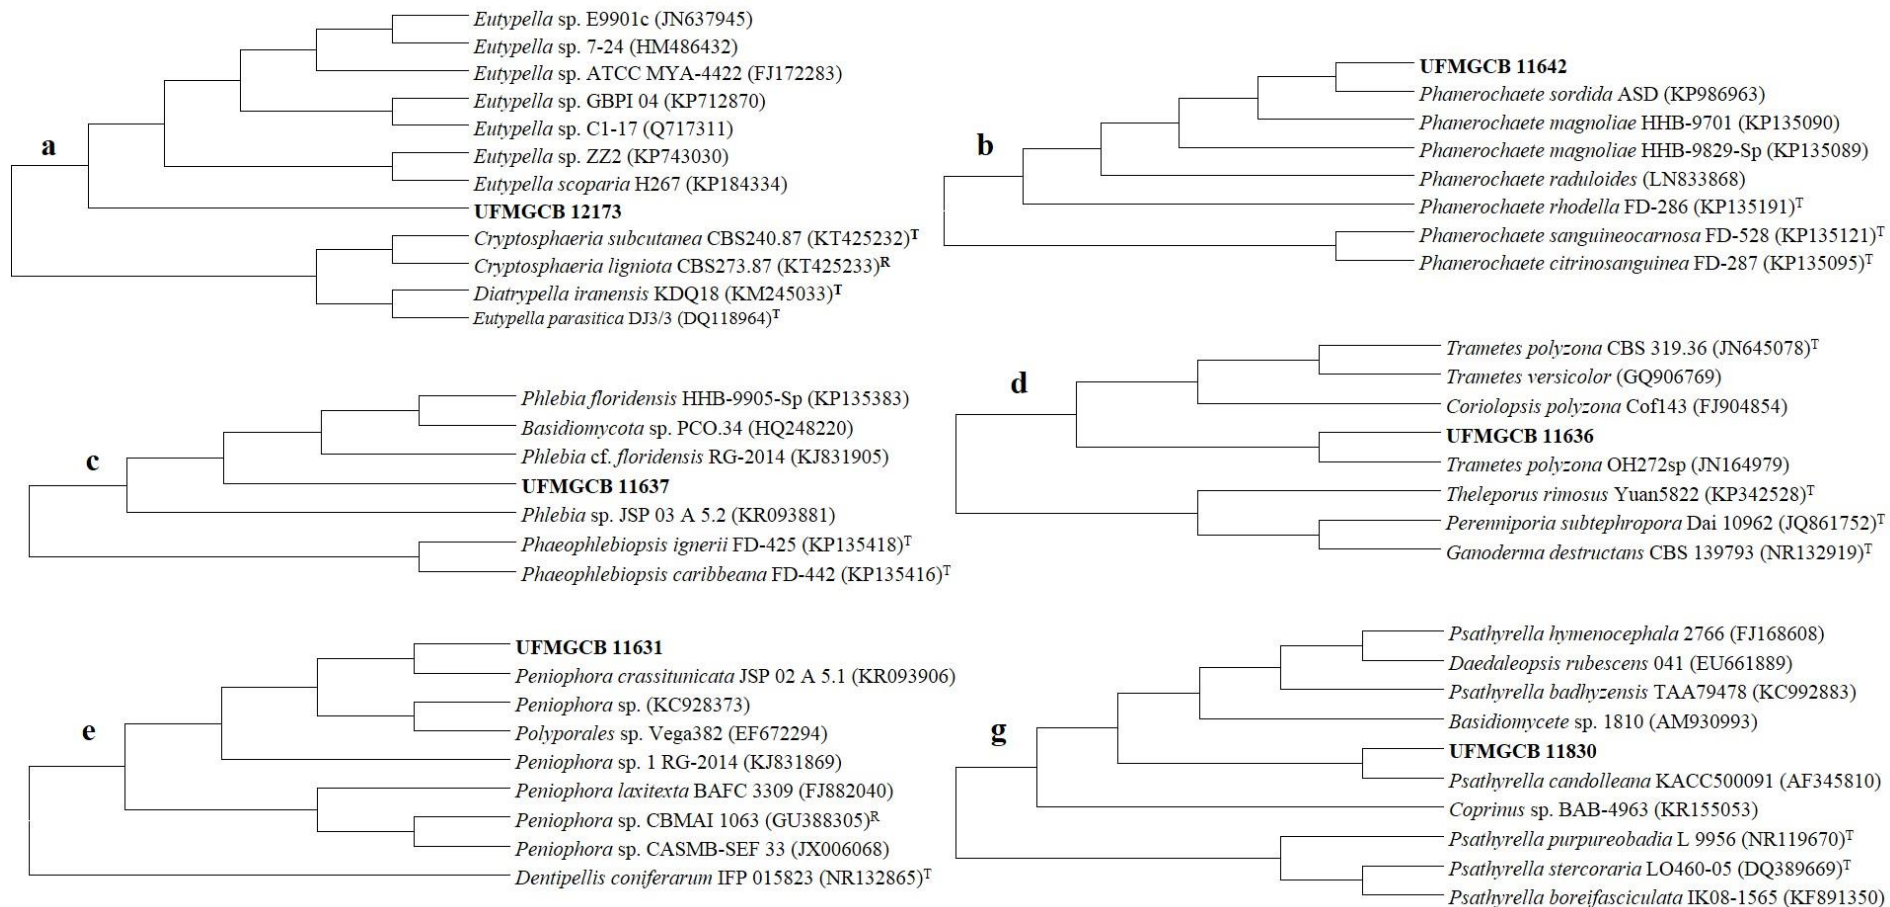 a
Eutypella sp. E9901c (JN637945)
Eutypella sp. 7-24 (HM486432)
Eutypella sp. ATCC MYA-4422 (FJ172283)
Eutypella sp. GBPI 04 (KP712870)
Eutypella sp. C1-17 (Q717311)
Eutypella sp. ZZ2 (KP743030)
Eutypella scoparia H267 (KP184334)
UFMGCB 12173
Cryptosphaeria subcutanea CBS240.87 (KT425232)T
Cryptosphaeria ligniota CBS273.87 (KT425233)R
Diatrypella iranensis KDQ18 (KM245033)T
Eutypella parasitica DJ3/3 (DQ118964)T
b
UFMGCB 11642
Phanerochaete sordida ASD (KP986963)
Phanerochaete magnoliae HHB-9701 (KP135090)
Phanerochaete magnoliae HHB-9829-Sp (KP135089)
Phanerochaete raduloides (LN833868)
Phanerochaete rhodella FD-286 (KP135191)T
Phanerochaete sanguineocarnosa FD-528 (KP135121)T
Phanerochaete citrinosanguinea FD-287 (KP135095)T
c
Phlebia floridensis HHB-9905-Sp (KP135383)
Basidiomycota sp. PCO.34 (HQ248220)
Phlebia cf. floridensis RG-2014 (KJ831905)
UFMGCB 11637
Phlebia sp. JSP 03 A 5.2 (KR093881)
Phaeophlebiopsis ignerii FD-425 (KP135418)T
Phaeophlebiopsis caribbeana FD-442 (KP135416)T
d
Trametes polyzona CBS 319.36 (JN645078)T
Trametes versicolor (GQ906769)
Coriolopsis polyzona Cof143 (FJ904854)
UFMGCB 11636
Trametes polyzona OH272sp (JN164979)
Theleporus rimosus Yuan5822 (KP342528)T
Perenniporia subtephropora Dai 10962 (JQ861752)T
Ganoderma destructans CBS 139793 (NR132919)T
e
UFMGCB 11631
Peniophora crassitunicata JSP 02 A 5.1 (KR093906)
Peniophora sp. (KC928373)
Polyporales sp. Vega382 (EF672294)
Peniophora sp. 1 RG-2014 (KJ831869)
Peniophora laxitexta BAFC 3309 (FJ882040)
Peniophora sp. CBMAI 1063 (GU388305)R
Peniophora sp. CASMB-SEF 33 (JX006068)
Dentipellis coniferarum IFP 015823 (NR132865)T
g
Psathyrella hymenocephala 2766 (FJ168608)
Daedaleopsis rubescens 041 (EU661889)
Psathyrella badhyzensis TAA79478 (KC992883)
Basidiomycete sp. 1810 (AM930993)
UFMGCB 11830
Psathyrella candolleana KACC500091 (AF345810)
Coprinus sp. BAB-4963 (KR155053)
Psathyrella purpureobadia L 9956 (NR119670)T
Psathyrella stercoraria LO460-05 (DQ389669)T
Psathyrella boreifasciculata IK08-1565 (KF891350)